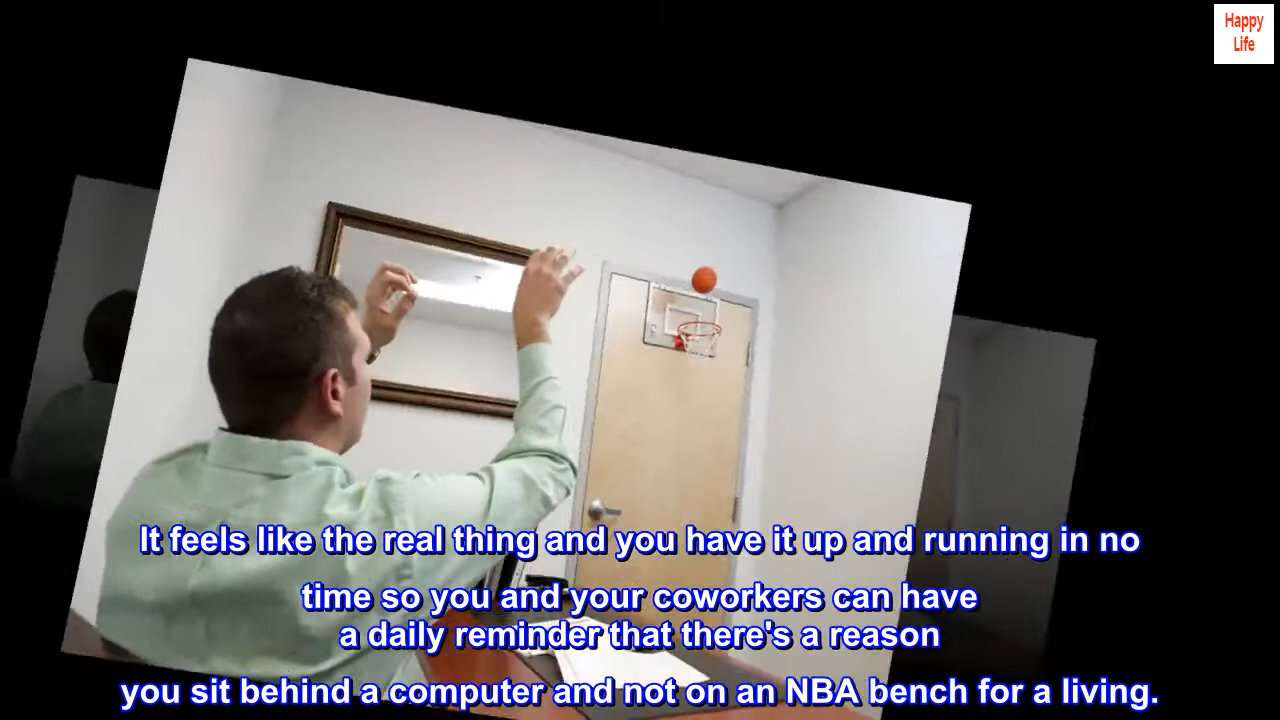 Happy
Life
It feels like the real thing and you have it up and running in no
time so you and your coworkers can have
a daily reminder that there's a reason
you sit behind a computer and not on an NBA bench for a living.